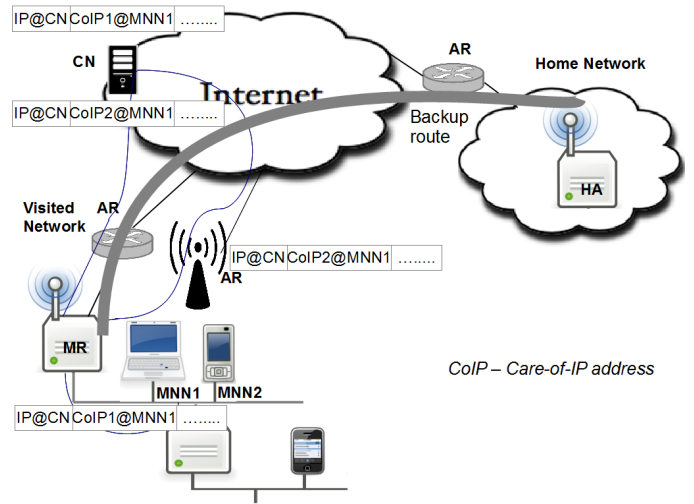 IP@CN CoIP1@MNN1 ........
CN
AR
Home Network
Internet
IP@CN CoIP2@MNN1 ........
Backup
route
HA
Visited
Network
AR
IP@CN CoIP2@MNN1 ........
AR
MR
CoIP – Care-of-IP address
MNN1
MNN2
IP@CN CoIP1@MNN1 ........